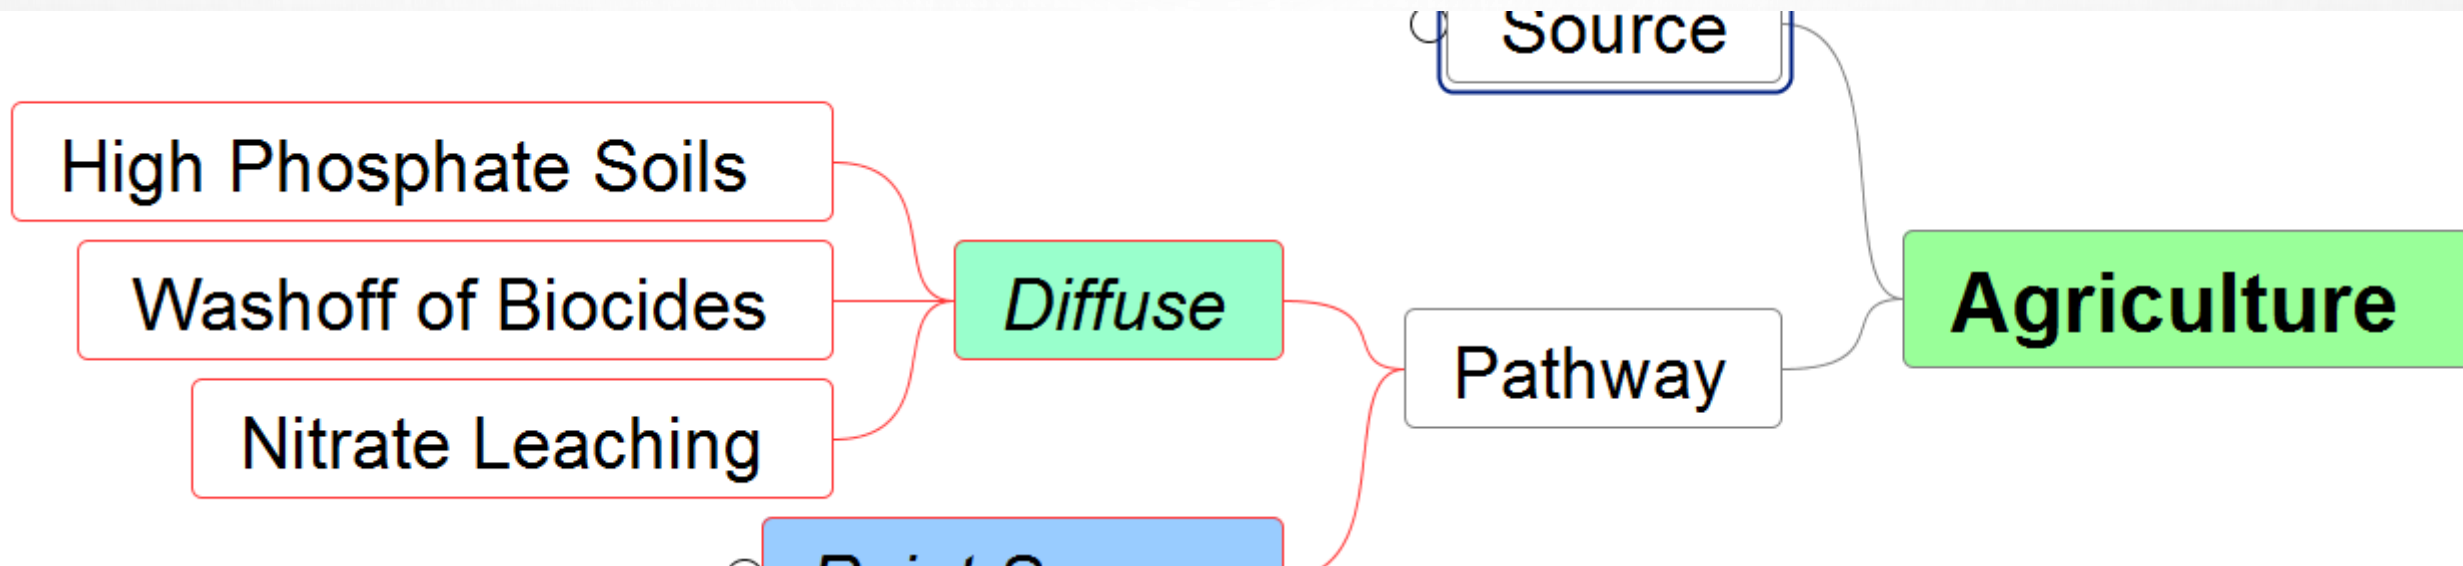 Source
High Phosphate Soils
Washoff of Biocides
Diffuse
Agriculture
Pathway
Nitrate Leaching